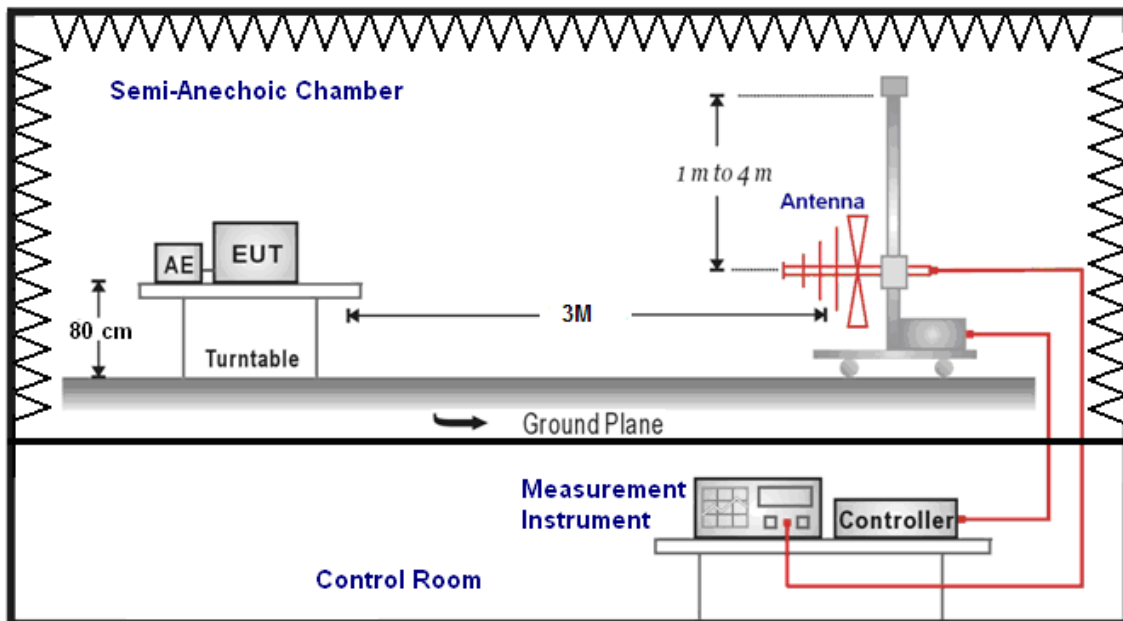 Semi-Anechoic Chamber
1 m to 4 m
Antenna
AE
EUT
80 cm
3M
Turntable
Ground Plane
Measurement
Instrument
Controller
Control Room